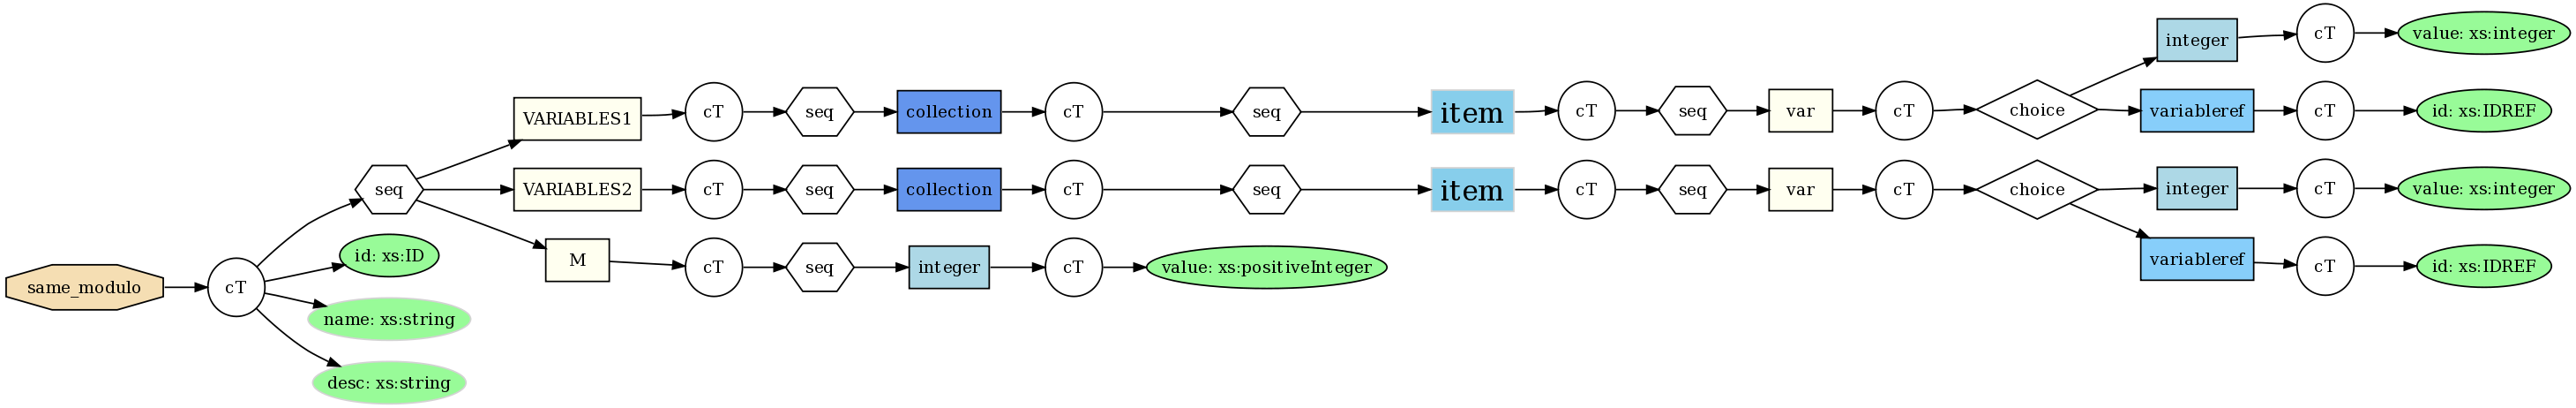 same_modulo
cT
seq
id: xs:ID
name: xs:string
desc: xs:string
VARIABLES1
cT
seq
collection
cT
seq
item
cT
seq
var
cT
choice
integer
cT
value: xs:integer
variableref
cT
id: xs:IDREF
VARIABLES2
cT
seq
collection
cT
seq
item
cT
seq
var
cT
choice
integer
cT
value: xs:integer
variableref
cT
id: xs:IDREF
M
cT
seq
integer
cT
value: xs:positiveInteger